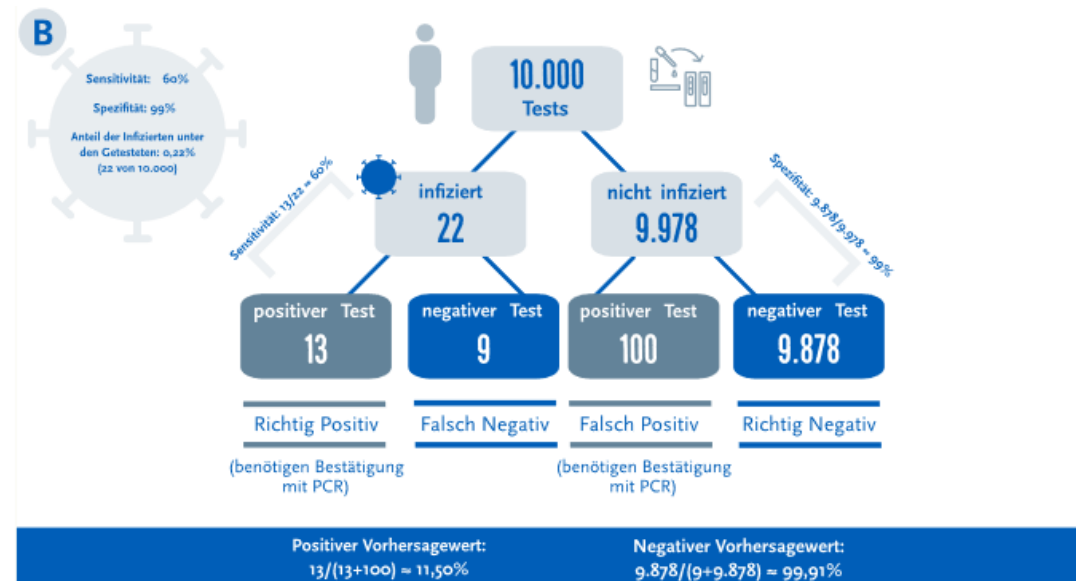 B
Sensitivität: 60%
Spezifität: 99%
Anteil der Infizierten unter
den Getesteten: 0,22%
(22 von 10.000)
10.000
Tests
Sensitivität: 13/22 ≈ 60%
infiziert
22
nicht infiziert
9.978
Spezifität: 9.878/9.978 ≈ 99%
positiver Test
13
negativer Test
9
positiver Test
100
negativer Test
9.878
Richtig Positiv
Falsch Negativ
Falsch Positiv
Richtig Negativ
(benötigen Bestätigung
mit PCR)
(benötigen Bestätigung
mit PCR)
Positiver Vorhersagewert:
13/(13+100) ≈ 11,50%
Negativer Vorhersagewert:
9.878/(9+9.878) ≈ 99,91%